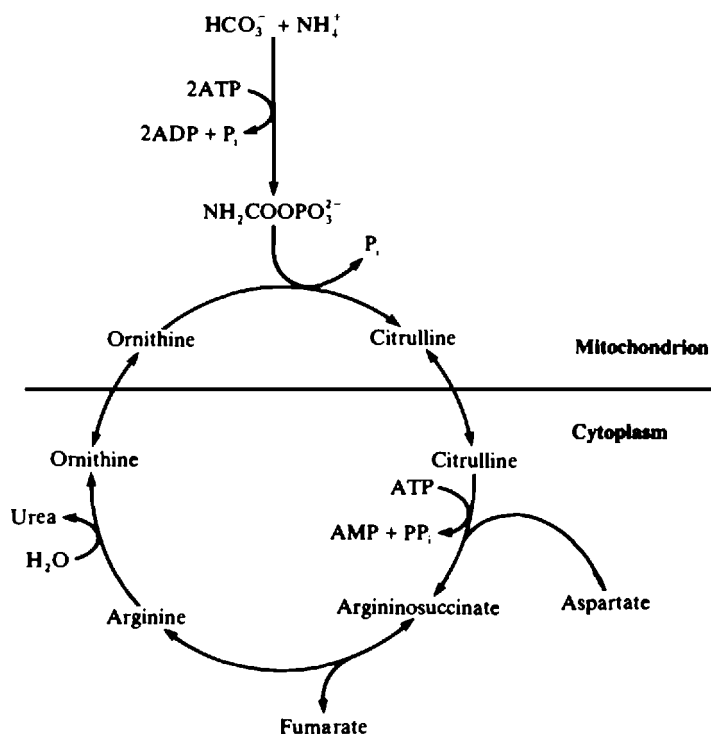 HCO₃⁻ + NH₄⁺
2ATP
2ADP + Pᵢ
NH₂COOPO₃²⁻
Pᵢ
Ornithine
Citrulline
Mitochondrion
Cytoplasm
Ornithine
Citrulline
ATP
Urea
AMP + PPᵢ
H₂O
Arginine
Argininosuccinate
Aspartate
Fumarate